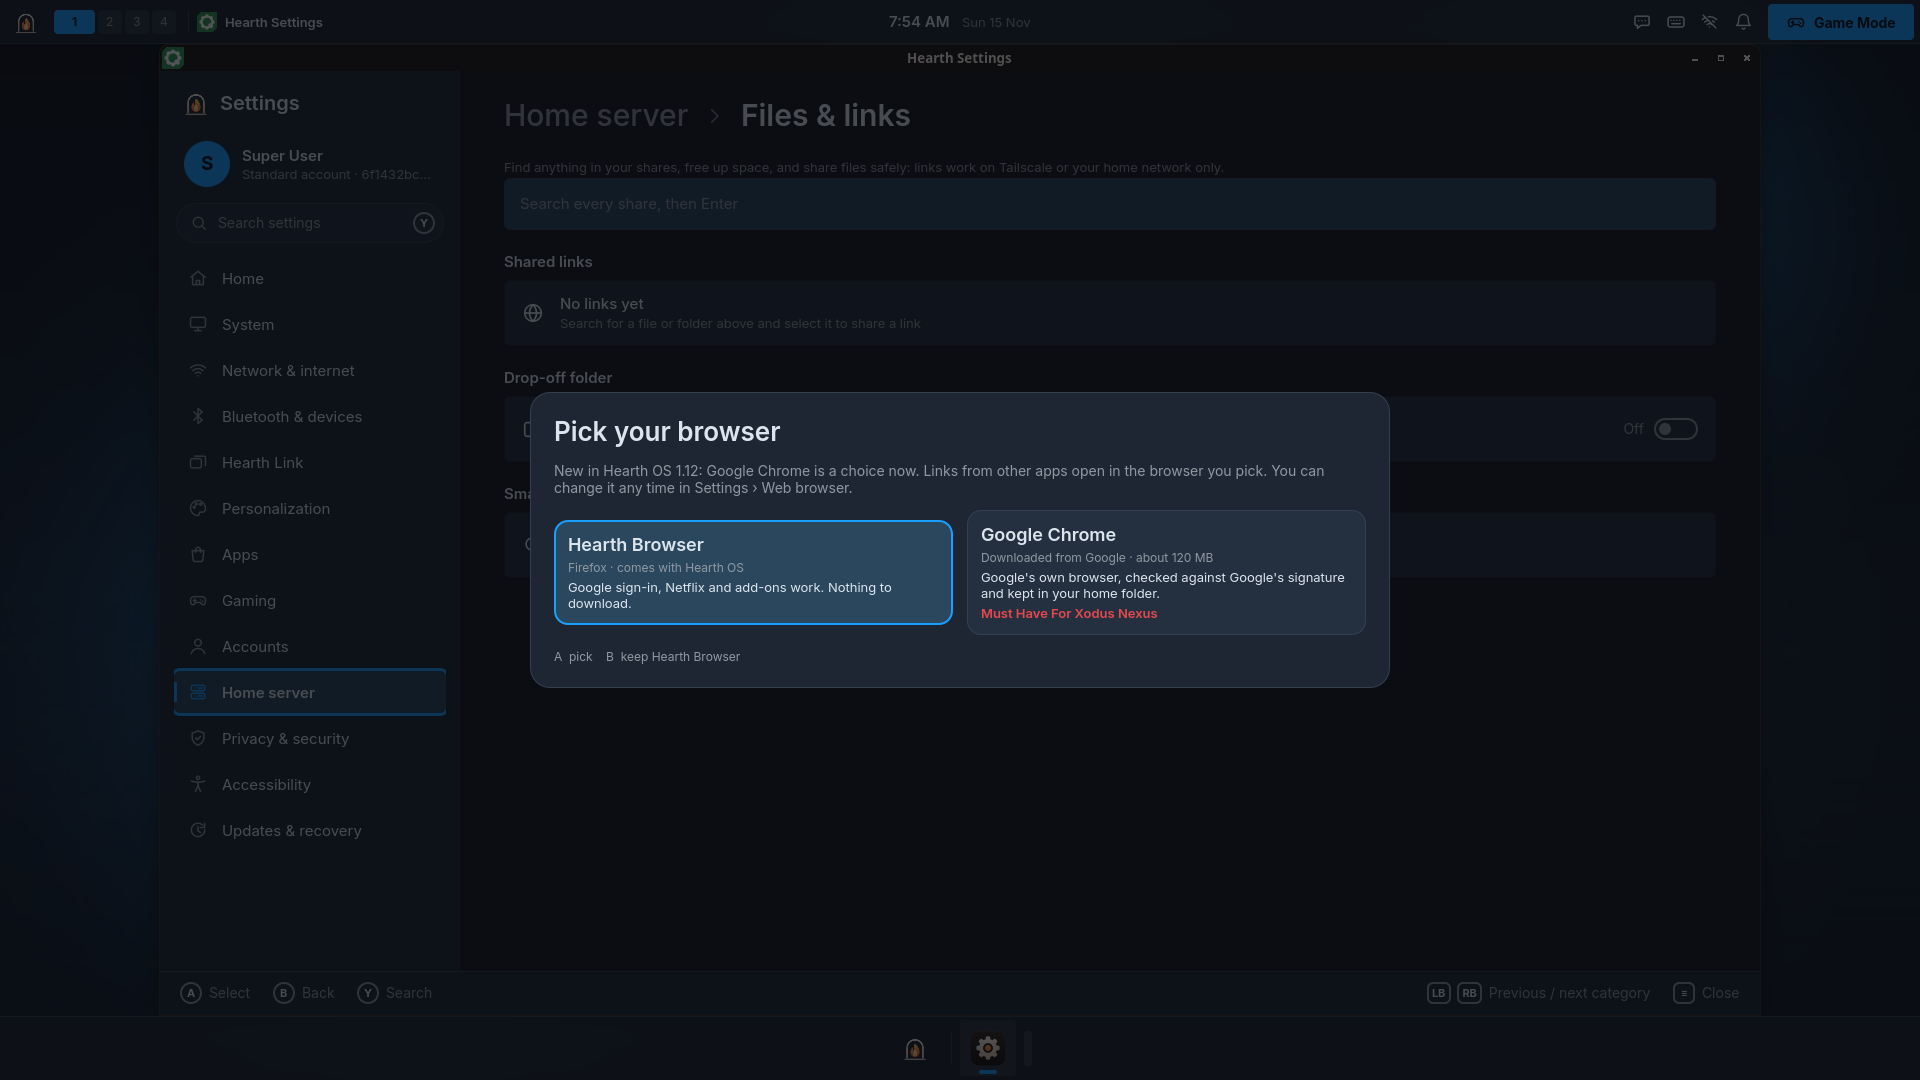 1 2 3 4 Hearth Settings
7:54 AM Sun 15 Nov
Game Mode
Hearth Settings
Settings
S
Super User
Standard account · 6f1432bc...
Search settings Y
Home
System
Network & internet
Bluetooth & devices
Hearth Link
Personalization
Apps
Gaming
Accounts
Home server
Privacy & security
Accessibility
Updates & recovery
Home server › Files & links
Find anything in your shares, free up space, and share files safely: links work on Tailscale or your home network only.
Search every share, then Enter
Shared links
No links yet
Search for a file or folder above and select it to share a link
Drop-off folder
Off
Pick your browser
New in Hearth OS 1.12: Google Chrome is a choice now. Links from other apps open in the browser you pick. You can
change it any time in Settings › Web browser.
Hearth Browser
Firefox · comes with Hearth OS
Google sign-in, Netflix and add-ons work. Nothing to
download.
Google Chrome
Downloaded from Google · about 120 MB
Google's own browser, checked against Google's signature
and kept in your home folder.
Must Have For Xodus Nexus
A pick B keep Hearth Browser
A Select B Back Y Search
LB RB Previous / next category ≡ Close